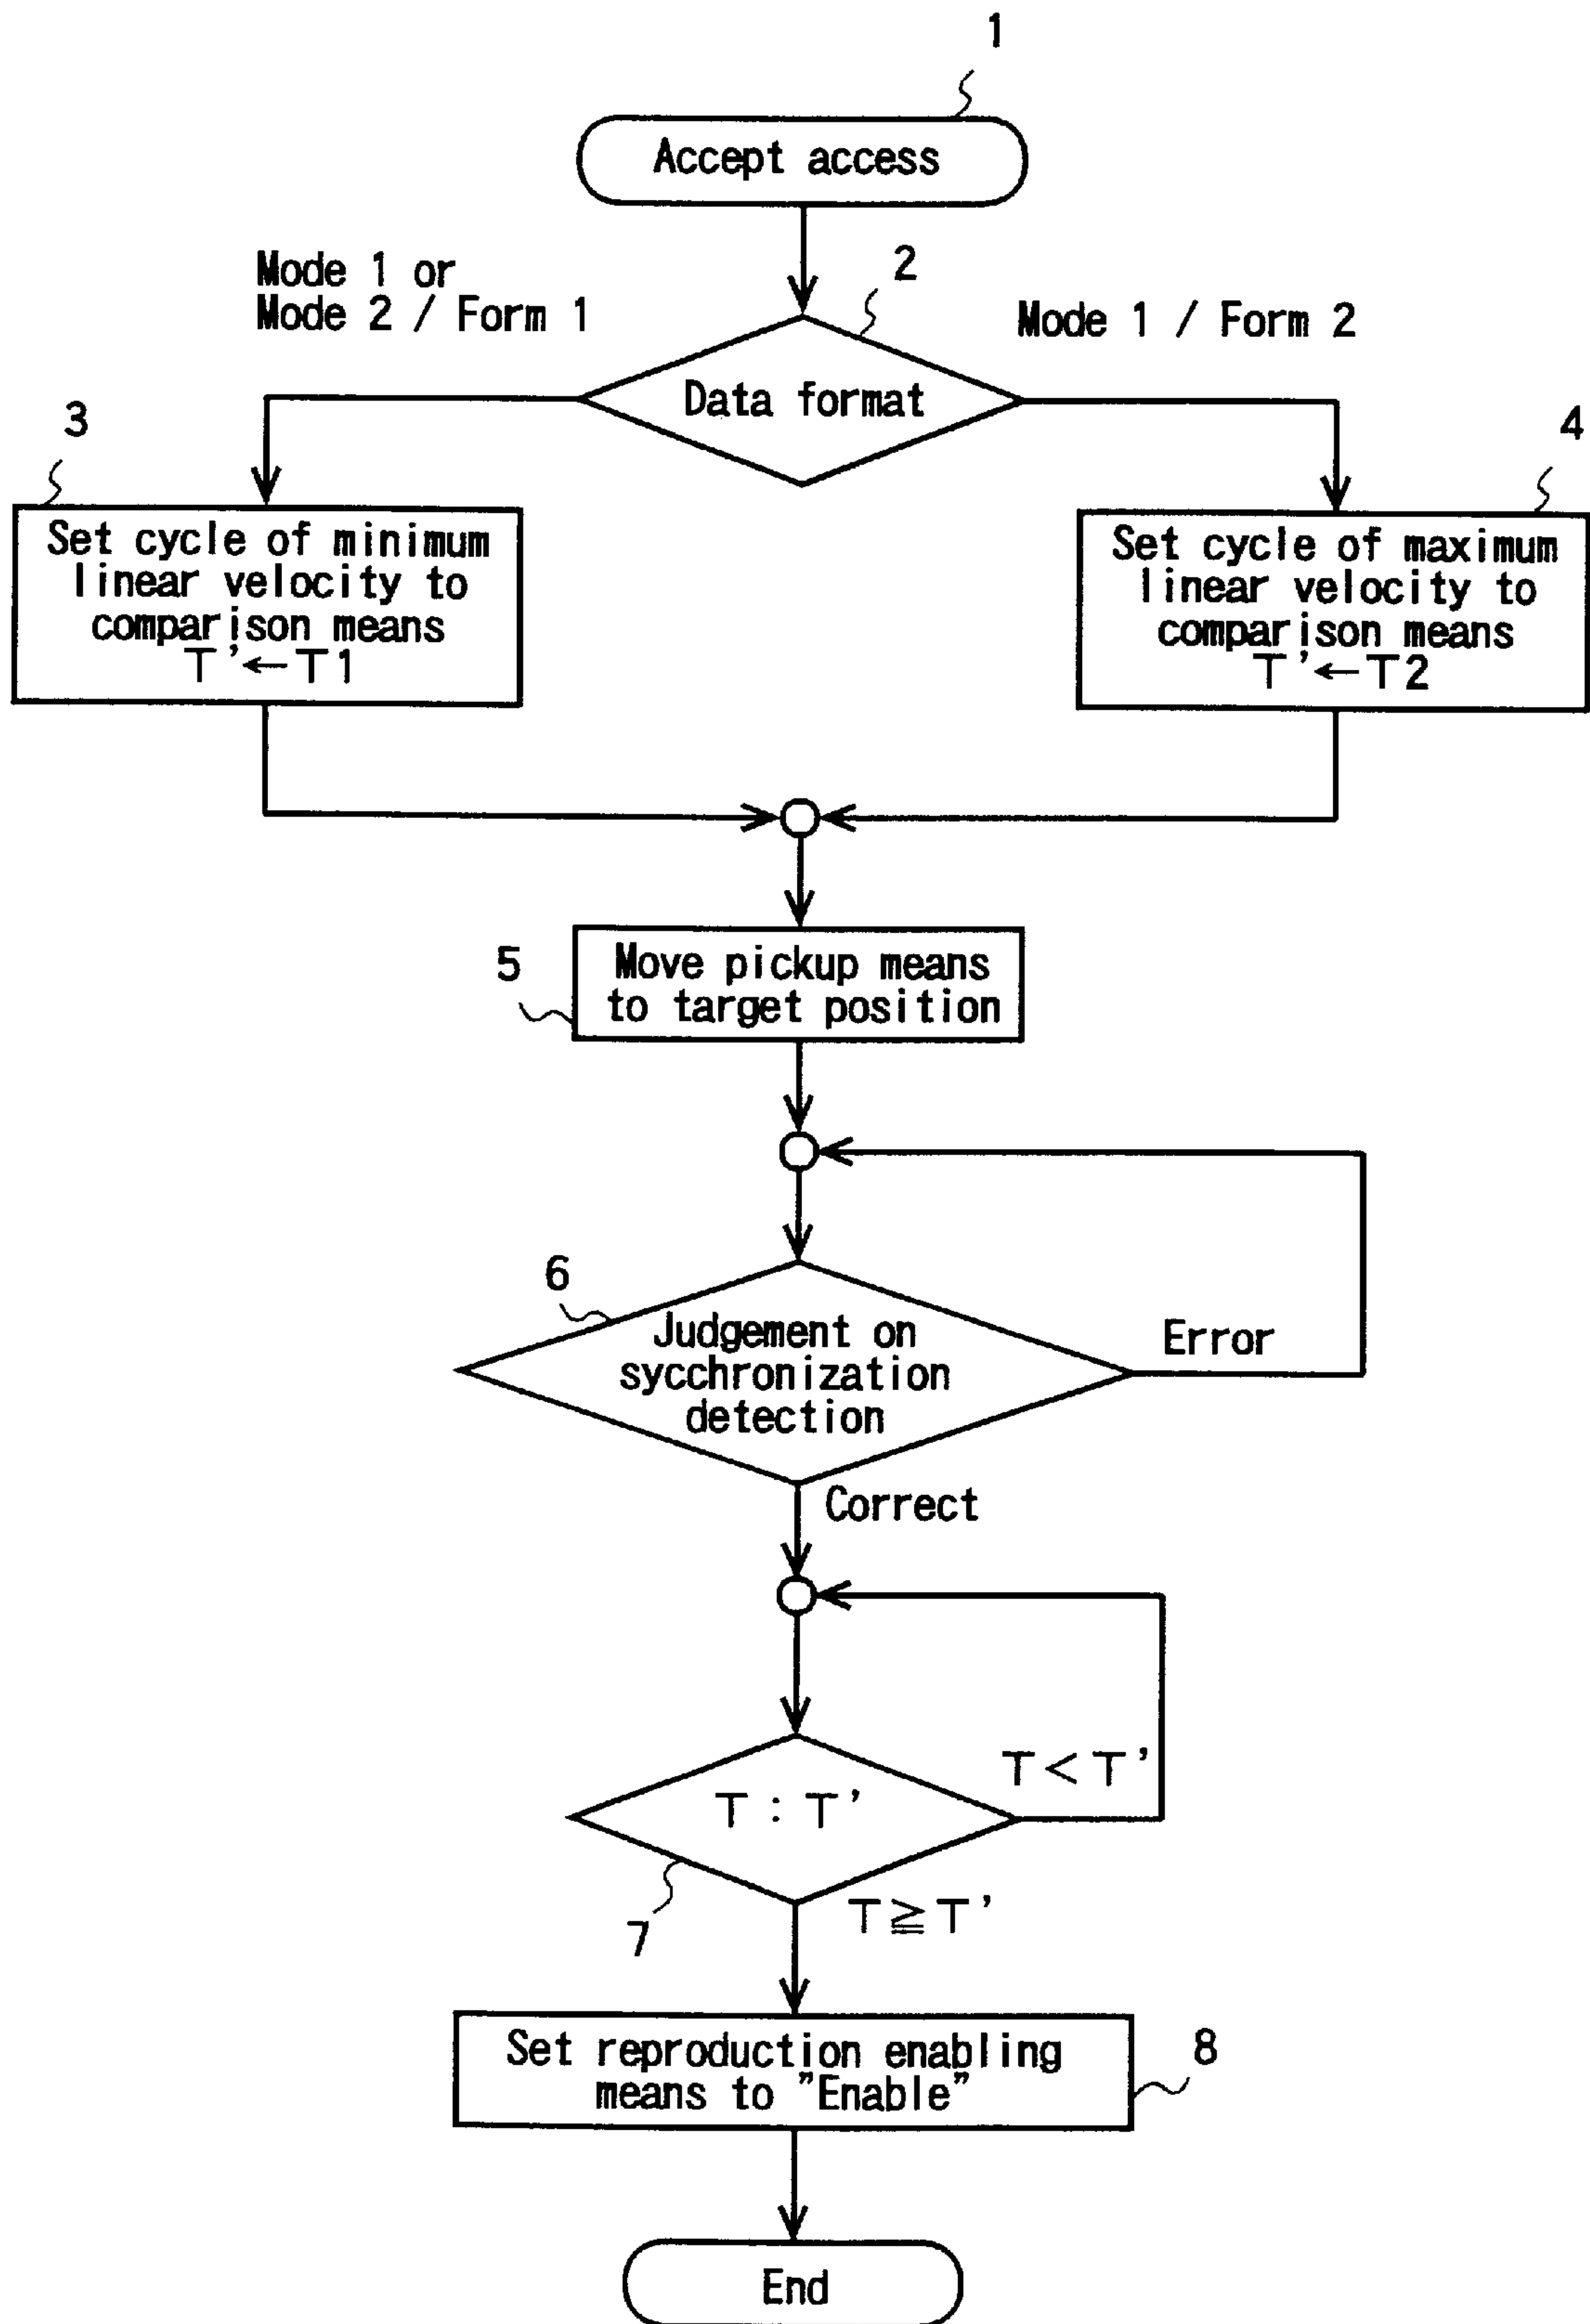 1
Accept access
Mode 1 or
Mode 2 / Form 1
2
Mode 1 / Form 2
Data format
3
4
Set cycle of minimum
linear velocity to
comparison means
T'←T1
Set cycle of maximum
linear velocity to
comparison means
T'←T2
5
Move pickup means
to target position
6
Judgement on
sycchronization
detection
Error
Correct
T<T'
T : T'
7
T≧T'
Set reproduction enabling
means to "Enable"
8
End